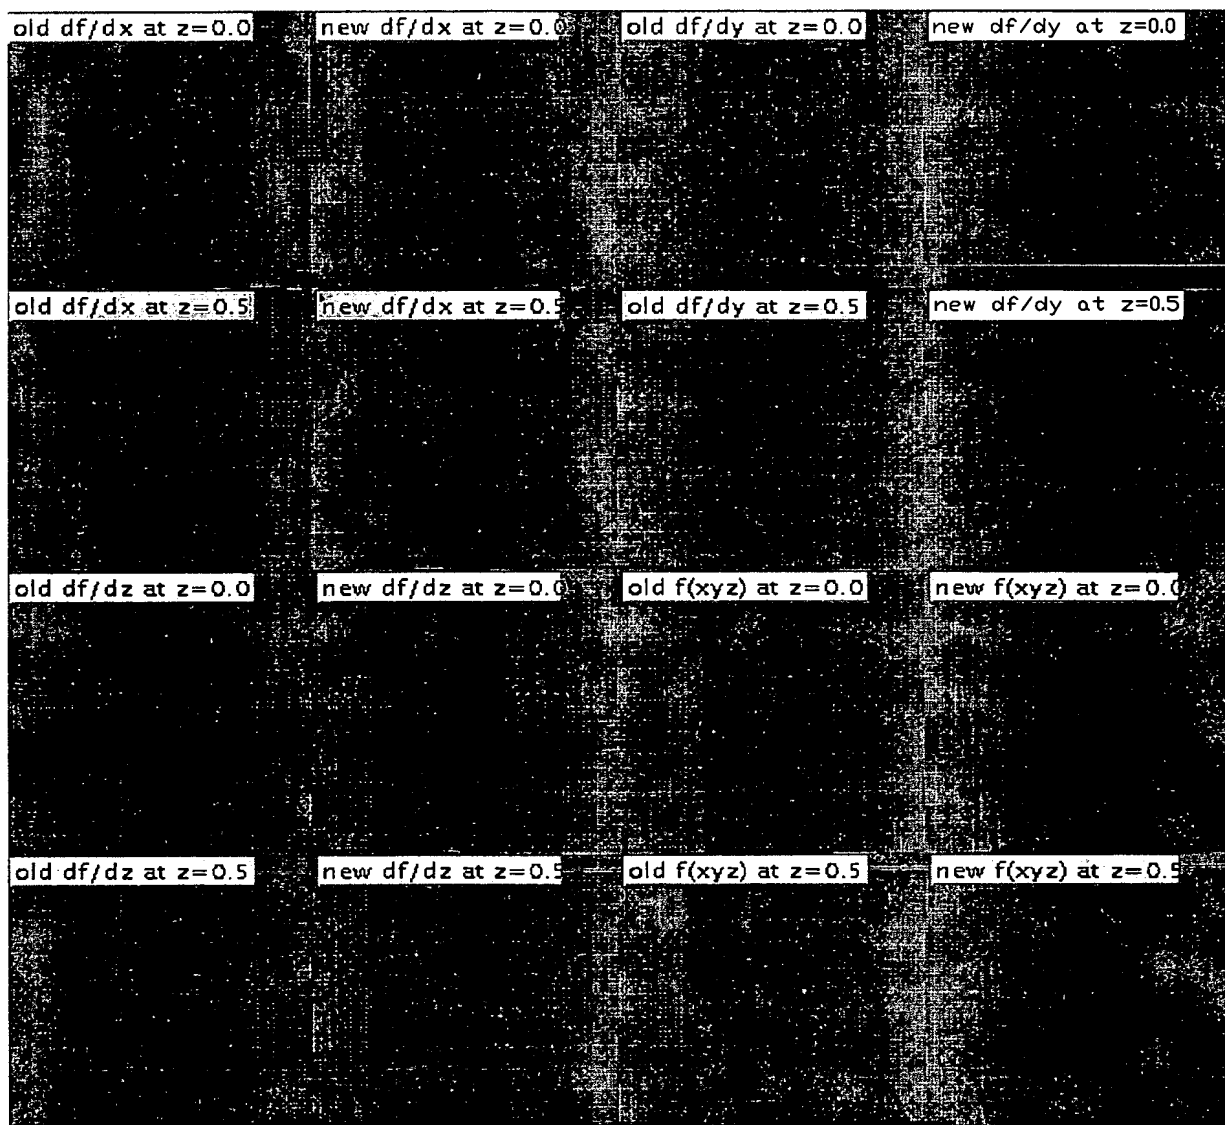 old df/dx at z=0.0
new df/dx at z=0.0
old df/dy at z=0.0
new df/dy at z=0.0
old df/dx at z=0.5
new df/dx at z=0.5
old df/dy at z=0.5
new df/dy at z=0.5
old df/dz at z=0.0
new df/dz at z=0.0
old f(xyz) at z=0.0
new f(xyz) at z=0.0
old df/dz at z=0.5
new df/dz at z=0.5
old f(xyz) at z=0.5
new f(xyz) at z=0.5